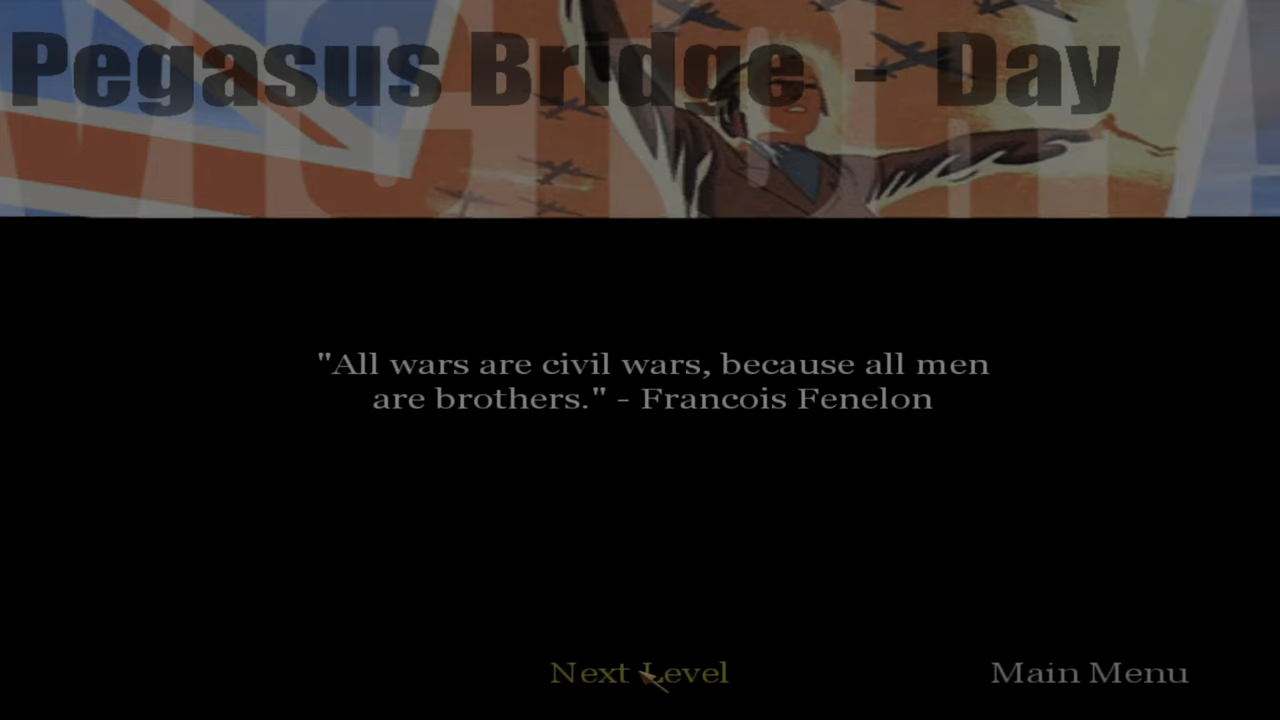 Pegasus Bridge - Day
"All wars are civil wars, because all men
are brothers." - Francois Fenelon
Next Level
Main Menu